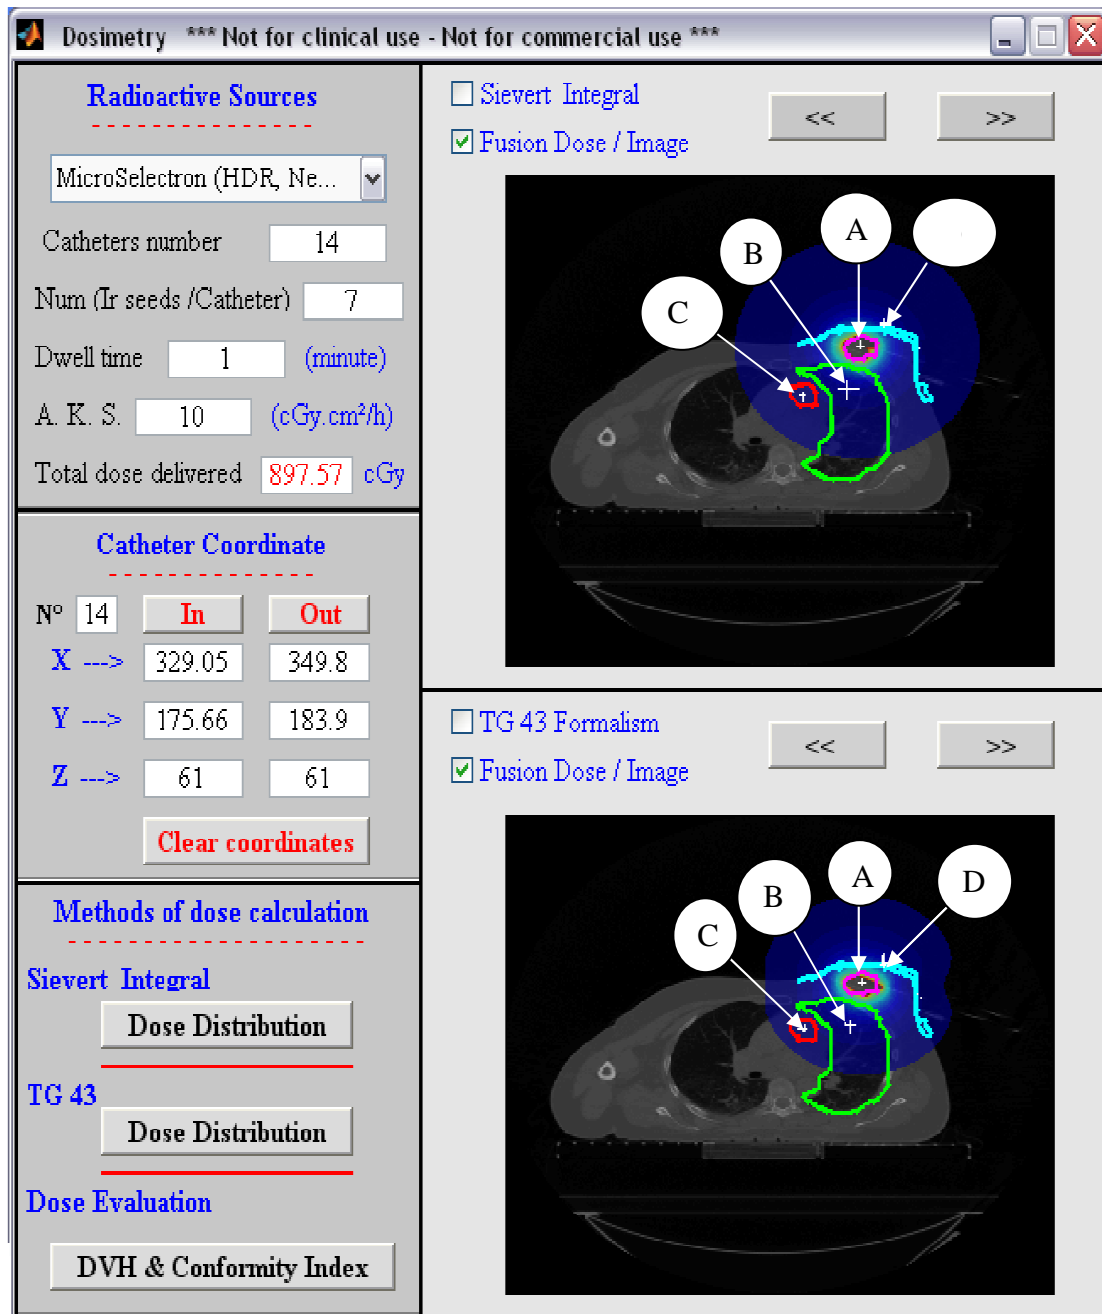 Dosimetry *** Not for clinical use - Not for commercial use ***
Radioactive Sources
MicroSelectron (HDR, Ne...
Catheters number 14
Num (Ir seeds /Catheter) 7
Dwell time 1 (minute)
A. K. S. 10 (cGy.cm²/h)
Total dose delivered 897.57 cGy
Catheter Coordinate
N° 14 In Out
X ---> 329.05 349.8
Y ---> 175.66 183.9
Z ---> 61 61
Clear coordinates
Methods of dose calculation
Sievert Integral
Dose Distribution
TG 43
Dose Distribution
Dose Evaluation
DVH & Conformity Index
Sievert Integral
<< >>
Fusion Dose / Image
A
B
C
TG 43 Formalism
<< >>
Fusion Dose / Image
A
D
B
C